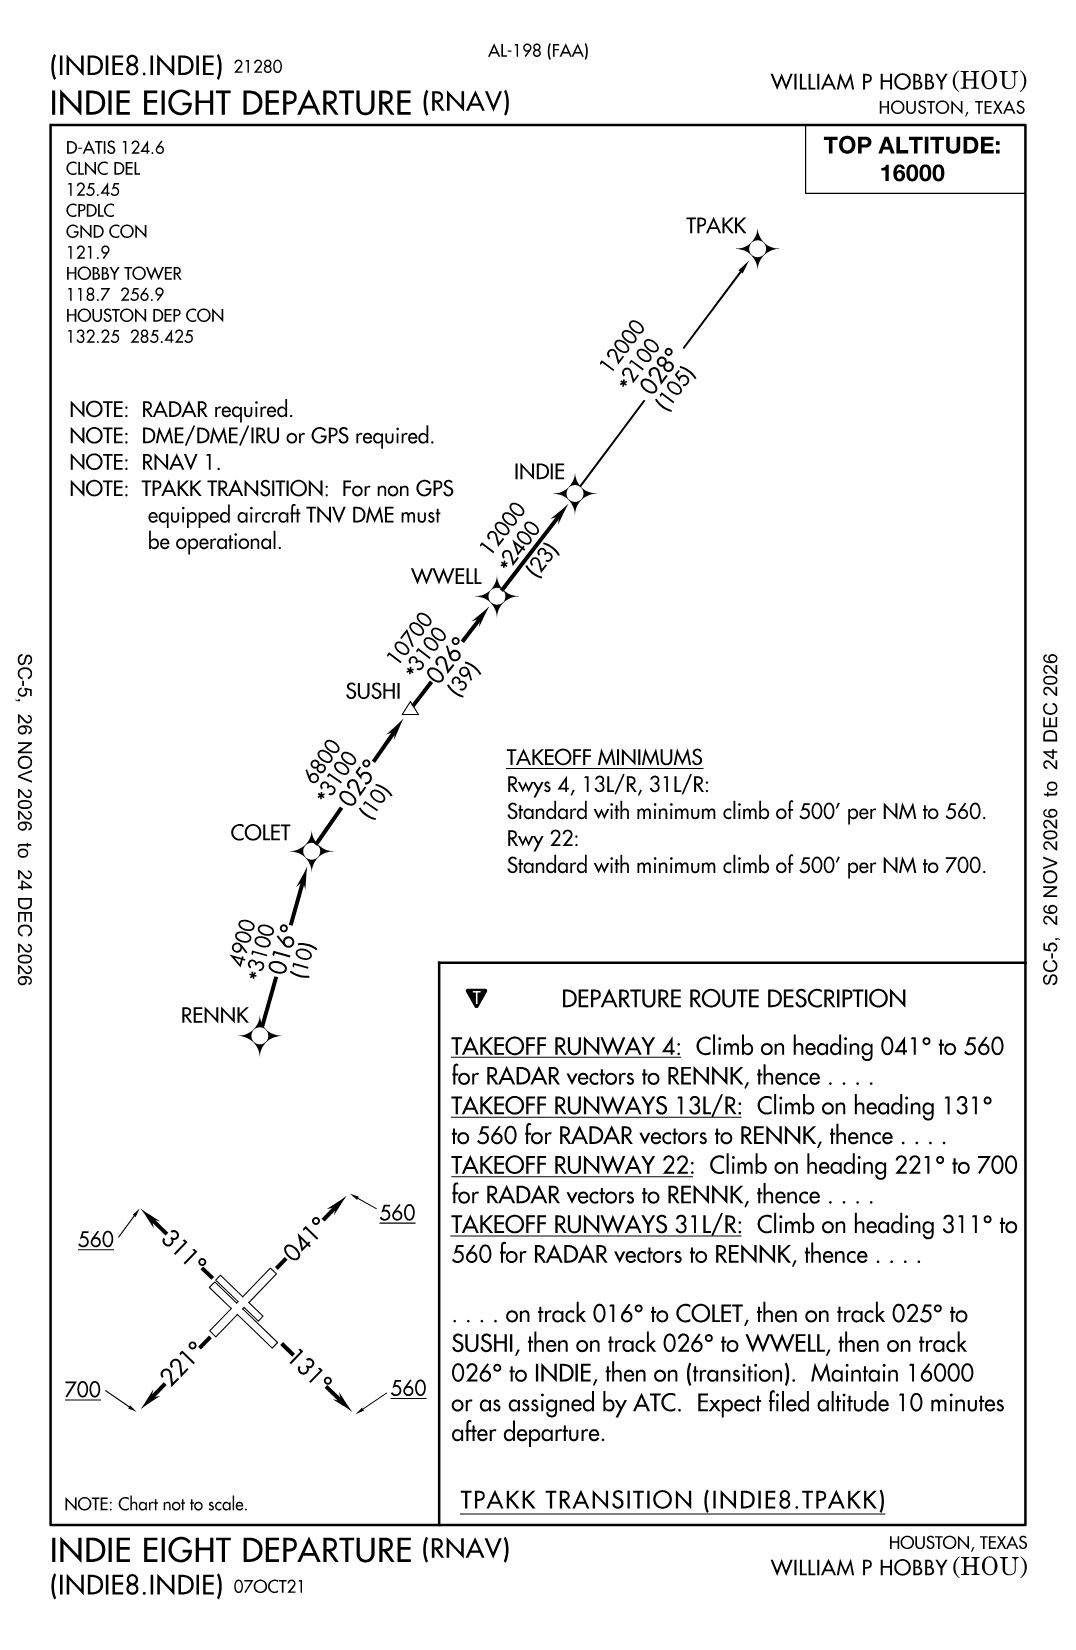 AL-198 (FAA)
(INDIE8.INDIE) 21280
INDIE EIGHT DEPARTURE (RNAV)
WILLIAM P HOBBY (HOU)
HOUSTON, TEXAS
D-ATIS 124.6
CLNC DEL
125.45
CPDLC
GND CON
121.9
HOBBY TOWER
118.7 256.9
HOUSTON DEP CON
132.25 285.425
TOP ALTITUDE:
16000
NOTE: RADAR required.
NOTE: DME/DME/IRU or GPS required.
NOTE: RNAV 1.
NOTE: TPAKK TRANSITION: For non GPS
equipped aircraft TNV DME must
be operational.
TPAKK
12000
*2100
028°
(105)
INDIE
12000
*2400
(23)
WWELL
10700
*3100
026°
(39)
SUSHI
6800
*3100
025°
(10)
COLET
4900
*3100
016°
(10)
RENNK
TAKEOFF MINIMUMS
Rwys 4, 13L/R, 31L/R:
Standard with minimum climb of 500' per NM to 560.
Rwy 22:
Standard with minimum climb of 500' per NM to 700.
SC-5, 26 NOV 2026 to 24 DEC 2026
SC-5, 26 NOV 2026 to 24 DEC 2026
T
DEPARTURE ROUTE DESCRIPTION
TAKEOFF RUNWAY 4: Climb on heading 041° to 560
for RADAR vectors to RENNK, thence . . . .
TAKEOFF RUNWAYS 13L/R: Climb on heading 131°
to 560 for RADAR vectors to RENNK, thence . . . .
TAKEOFF RUNWAY 22: Climb on heading 221° to 700
for RADAR vectors to RENNK, thence . . . .
TAKEOFF RUNWAYS 31L/R: Climb on heading 311° to
560 for RADAR vectors to RENNK, thence . . . .
. . . . on track 016° to COLET, then on track 025° to
SUSHI, then on track 026° to WWELL, then on track
026° to INDIE, then on (transition). Maintain 16000
or as assigned by ATC. Expect filed altitude 10 minutes
after departure.
TPAKK TRANSITION (INDIE8.TPAKK)
560
311°
041°
560
700
221°
131°
560
NOTE: Chart not to scale.
INDIE EIGHT DEPARTURE (RNAV)
(INDIE8.INDIE) 07OCT21
HOUSTON, TEXAS
WILLIAM P HOBBY (HOU)